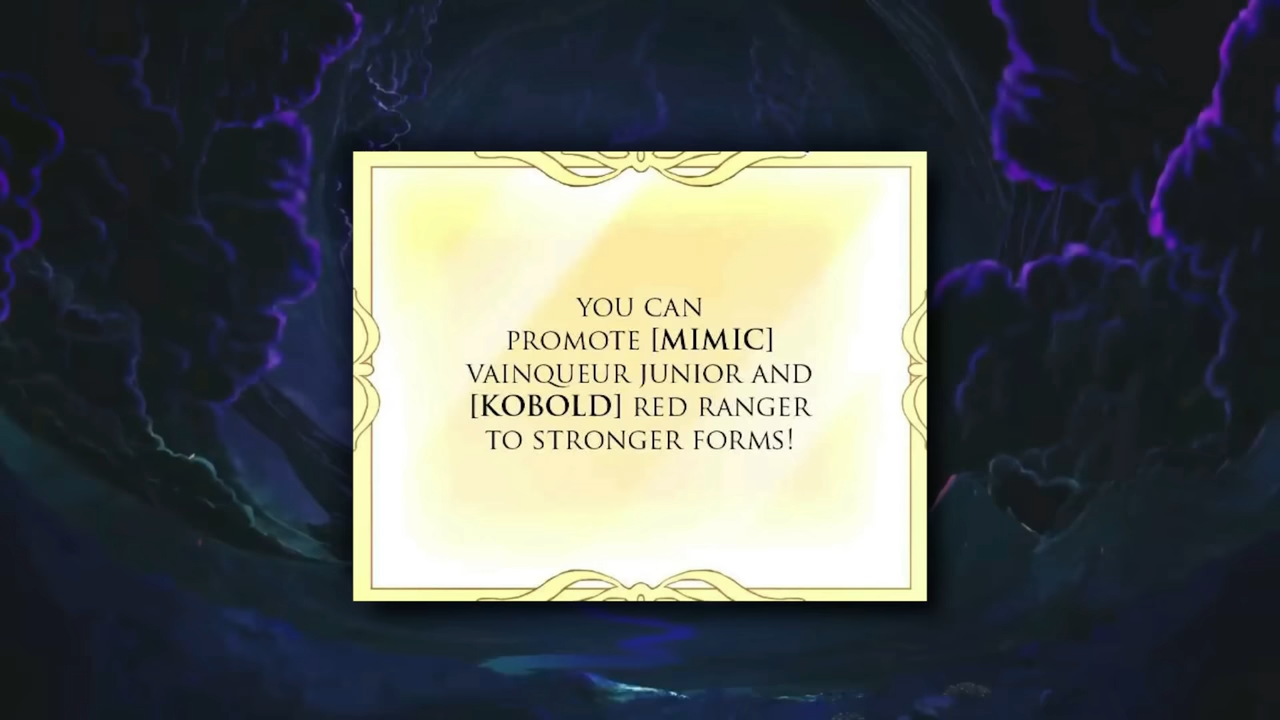 YOU CAN
PROMOTE [MIMIC]
VAINQUEUR JUNIOR AND
[KOBOLD] RED RANGER
TO STRONGER FORMS!